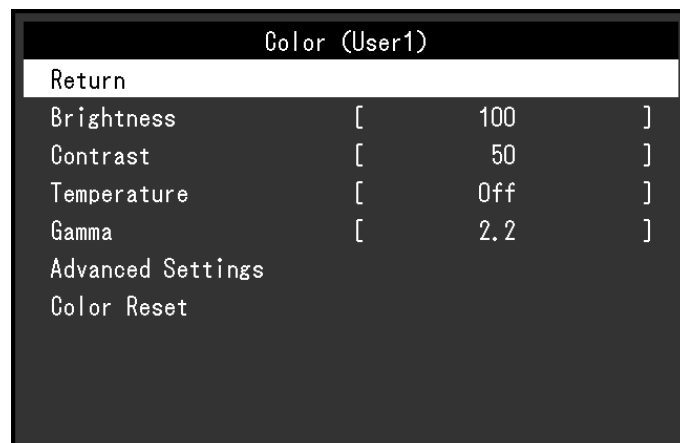 Color (User1)
Return
Brightness [ 100 ]
Contrast [ 50 ]
Temperature [ Off ]
Gamma [ 2.2 ]
Advanced Settings
Color Reset